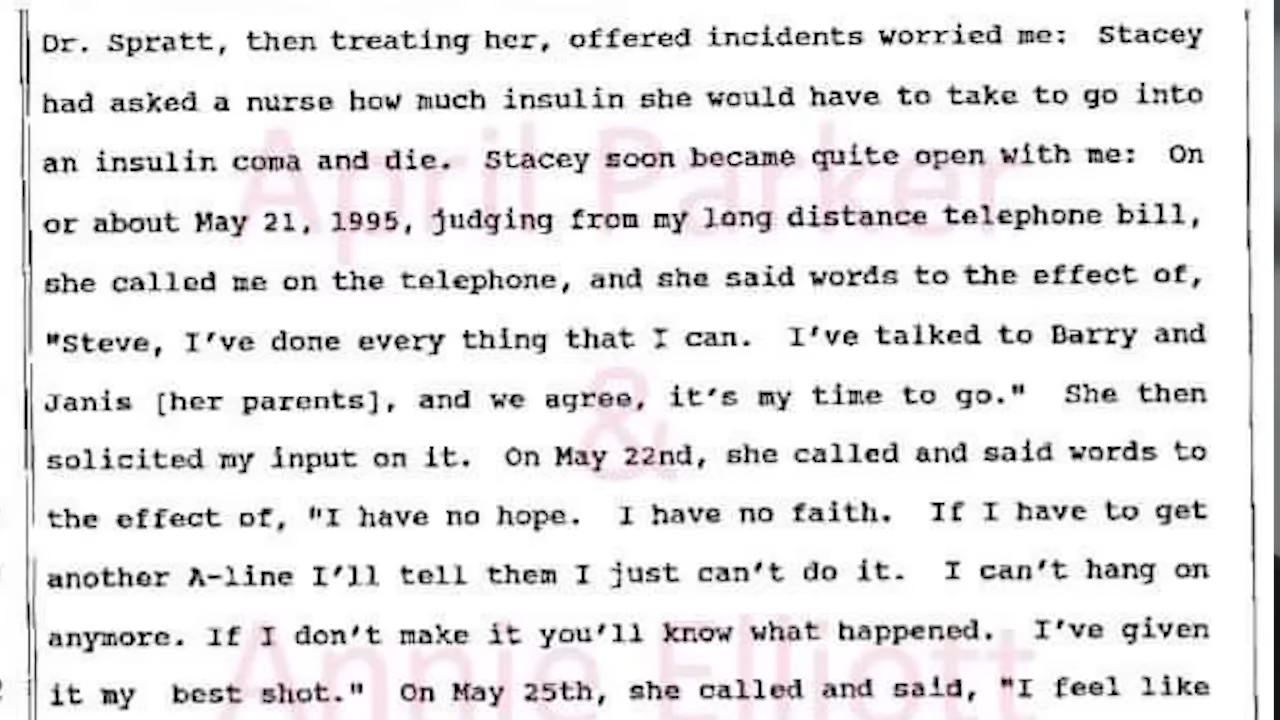 Dr. Spratt, then treating her, offered incidents worried me: Stacey
had asked a nurse how much insulin she would have to take to go into
an insulin coma and die. Stacey soon became quite open with me: On
or about May 21, 1995, judging from my long distance telephone bill,
she called me on the telephone, and she said words to the effect of,
"Steve, I've done every thing that I can. I've talked to Barry and
Janis [her parents], and we agree, it's my time to go." She then
solicited my input on it. On May 22nd, she called and said words to
the effect of, "I have no hope. I have no faith. If I have to get
another A-line I'll tell them I just can't do it. I can't hang on
anymore. If I don't make it you'll know what happened. I've given
it my best shot." On May 25th, she called and said, "I feel like
April Parker
&
Annie Elliott